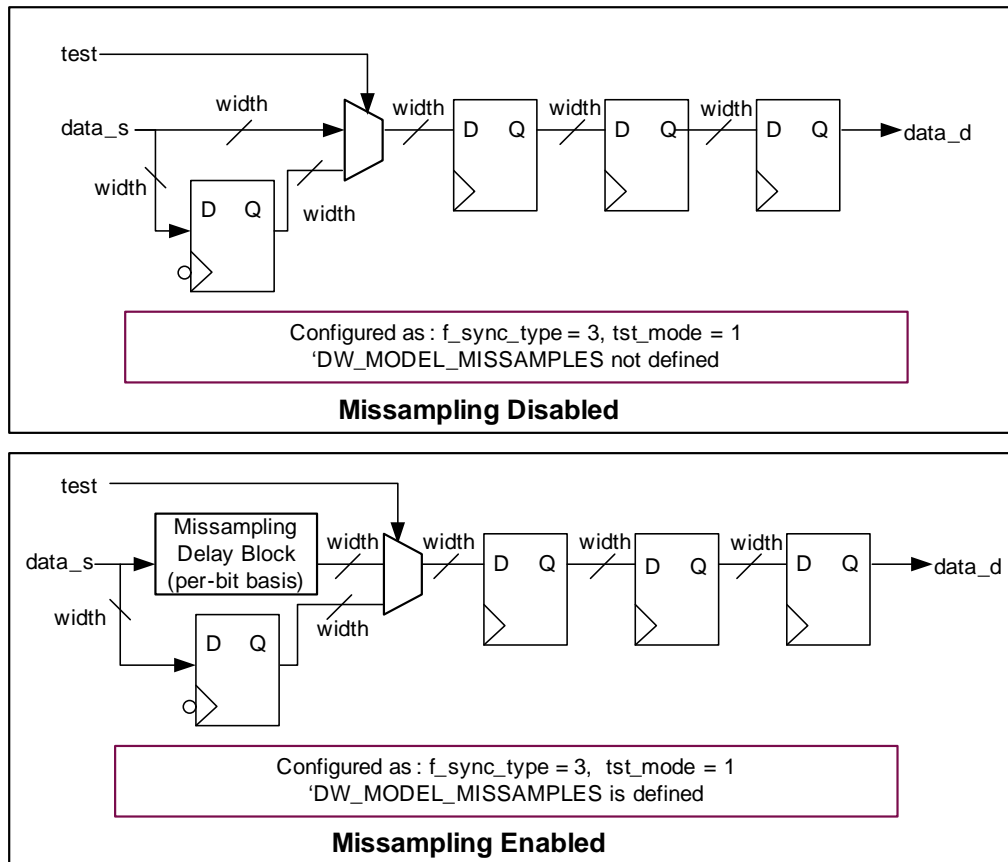 test
width
width
width
width
data_s
D Q
D Q
D Q
data_d
width
width
D Q
Configured as: f_sync_type = 3, tst_mode = 1
‘DW_MODEL_MISSAMPLES not defined
Missampling Disabled
test
Missampling
Delay Block
(per-bit basis)
width
width
width
width
data_s
D Q
D Q
D Q
data_d
width
width
D Q
Configured as: f_sync_type = 3, tst_mode = 1
‘DW_MODEL_MISSAMPLES is defined
Missampling Enabled